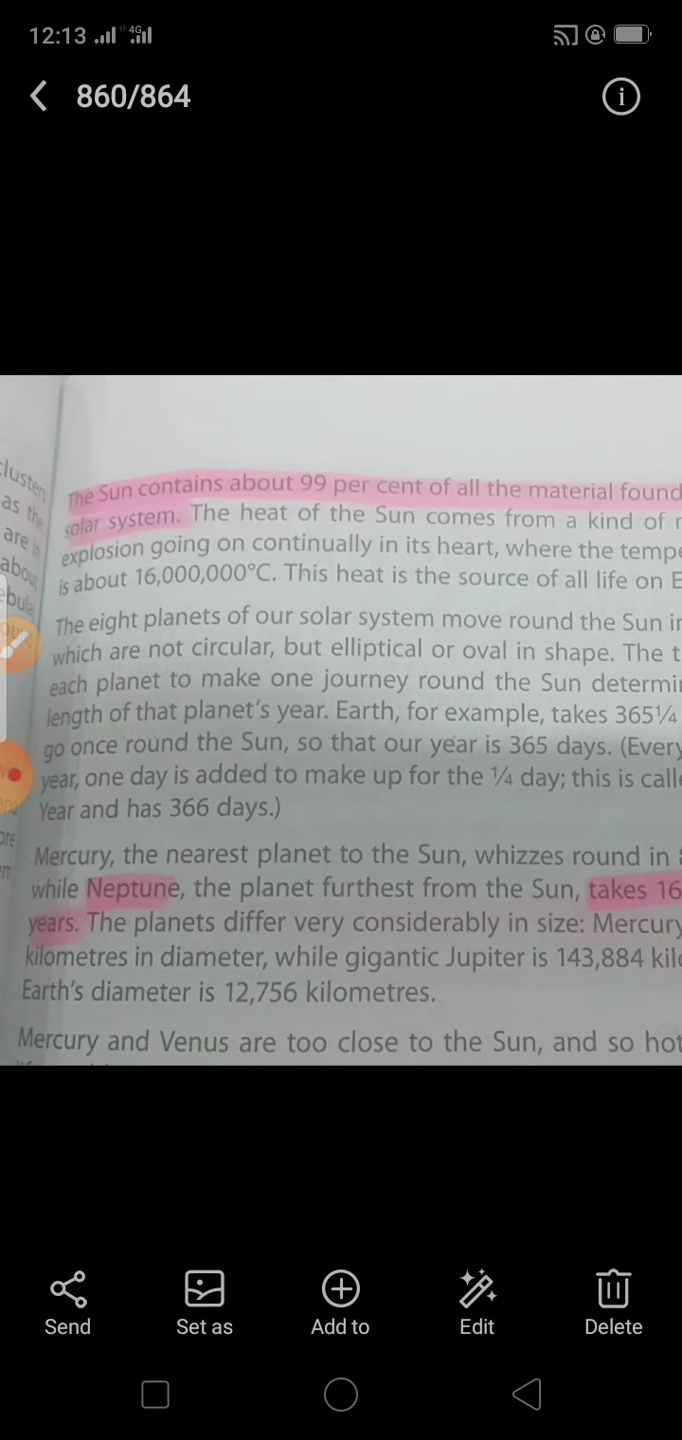 12:13
4G
860/864
clusters
as the
are in
about
The Sun contains about 99 per cent of all the material found
solar system. The heat of the Sun comes from a kind of
explosion going on continually in its heart, where the
is about 16,000,000°C. This heat is the source of all life on
The eight planets of our solar system move round the Sun
which are not circular, but elliptical or oval in shape. The
each planet to make one journey round the Sun
length of that planet's year. Earth, for example, takes 365¼
go once round the Sun, so that our year is 365 days. (Every
year, one day is added to make up for the ¼ day; this is
Year and has 366 days.)
Mercury, the nearest planet to the Sun, whizzes round in
while Neptune, the planet furthest from the Sun, takes 16
years. The planets differ very considerably in size: Mercury
kilometres in diameter, while gigantic Jupiter is 143,884
Earth's diameter is 12,756 kilometres.
Mercury and Venus are too close to the Sun, and so hot
Send Set as Add to Edit Delete